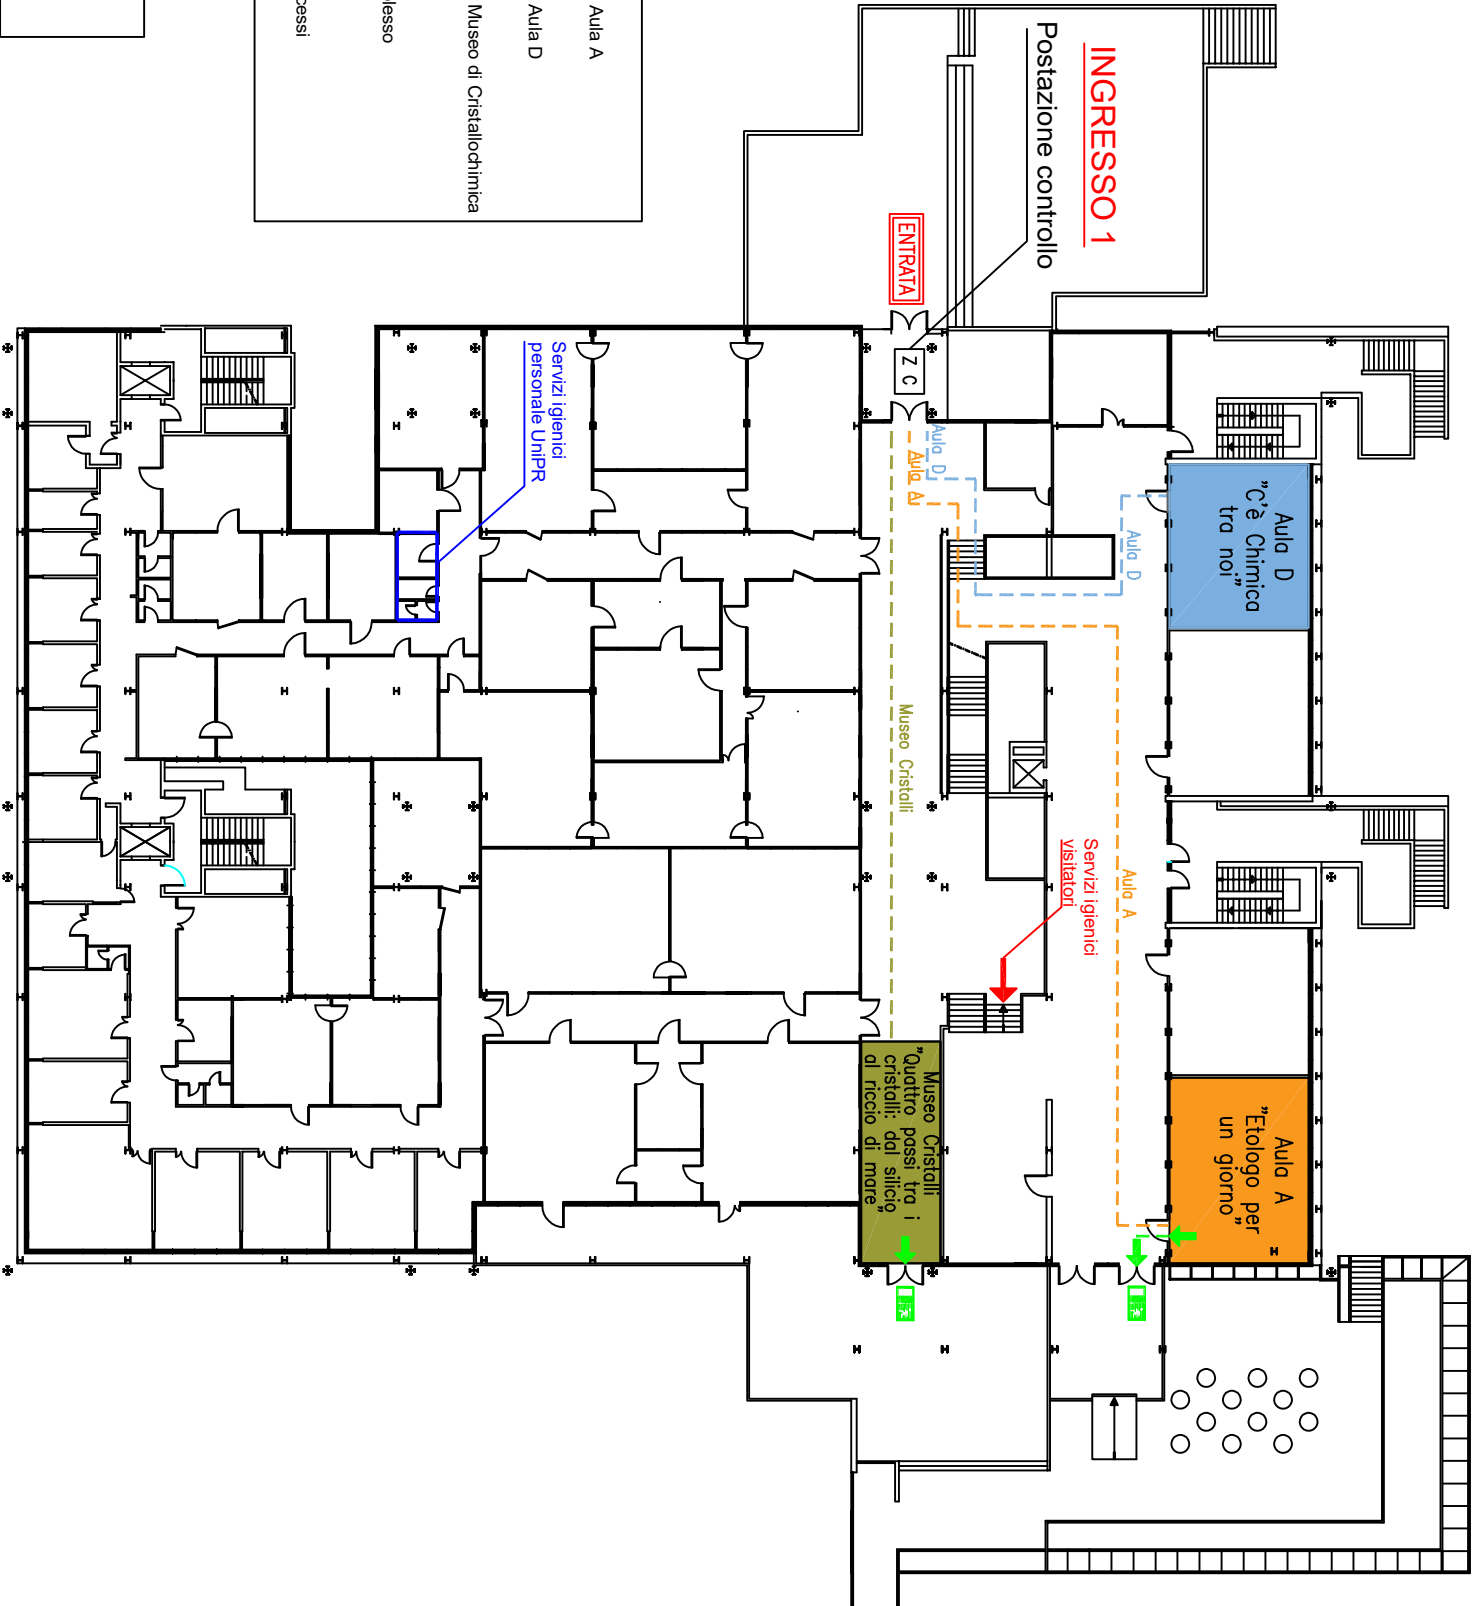 INGRESSO 1
Postazione controllo
ENTRATA
Z C
Aula A
Aula D
Museo di Cristallochimica
lesso
cessi
Servizi igienici
personale UniPR
Aula D
Aula A
Aula D
Aula D
"C'è Chimica
tra noi"
Museo Cristalli
Servizi igienici
visitatori
Aula A
Aula A
"Etologo per
un giorno"
Museo Cristalli
"Quattro passi tra i
cristalli: dal silicio
al riccio di mare"